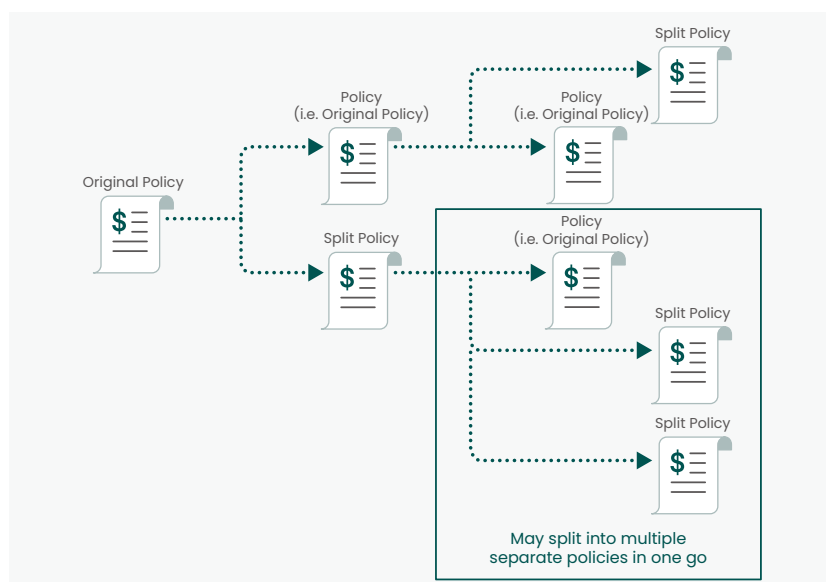 Split Policy
Policy
(i.e. Original Policy)
Policy
(i.e. Original Policy)
$
$
$
Original Policy
$
Split Policy
$
Policy
(i.e. Original Policy)
$
Split Policy
$
Split Policy
$
May split into multiple
separate policies in one go